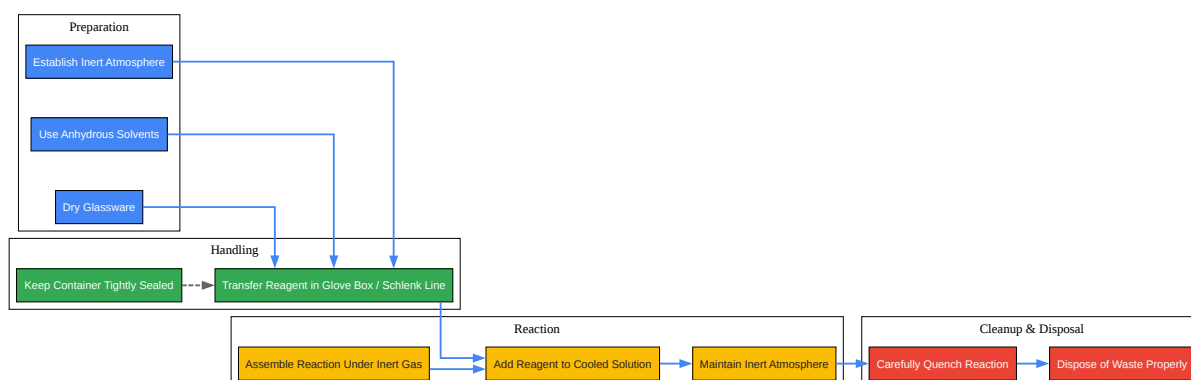 Preparation
Establish Inert Atmosphere
Use Anhydrous Solvents
Dry Glassware
Handling
Keep Container Tightly Sealed
Transfer Reagent in Glove Box / Schlenk Line
Reaction
Assemble Reaction Under Inert Gas
Add Reagent to Cooled Solution
Maintain Inert Atmosphere
Cleanup & Disposal
Carefully Quench Reaction
Dispose of Waste Properly